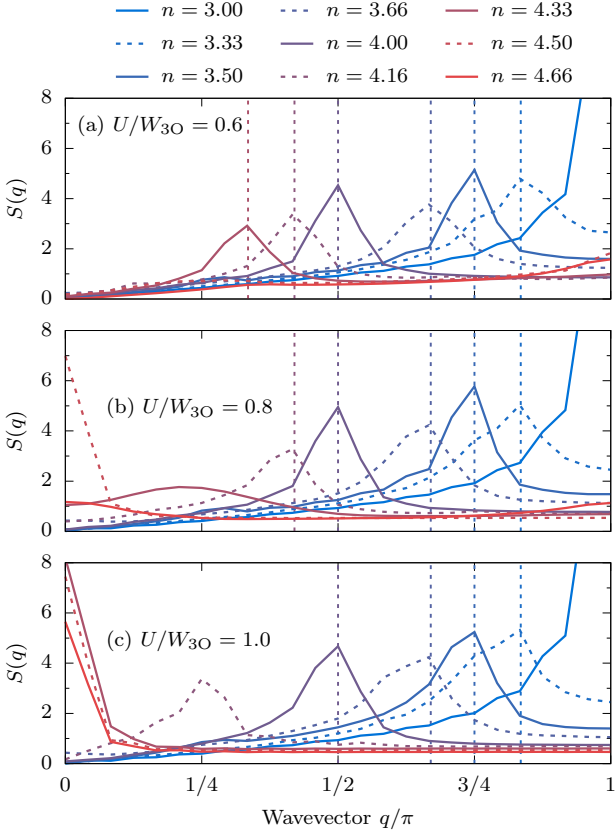 n = 3.00 n = 3.66 n = 4.33
n = 3.33 n = 4.00 n = 4.50
n = 3.50 n = 4.16 n = 4.66
8
(a) U/W₃O = 0.6
6
S(q)
4
2
0
8
6
(b) U/W₃O = 0.8
S(q)
4
2
0
8
6
(c) U/W₃O = 1.0
S(q)
4
2
0
0 1/4 1/2 3/4 1
Wavevector q/π